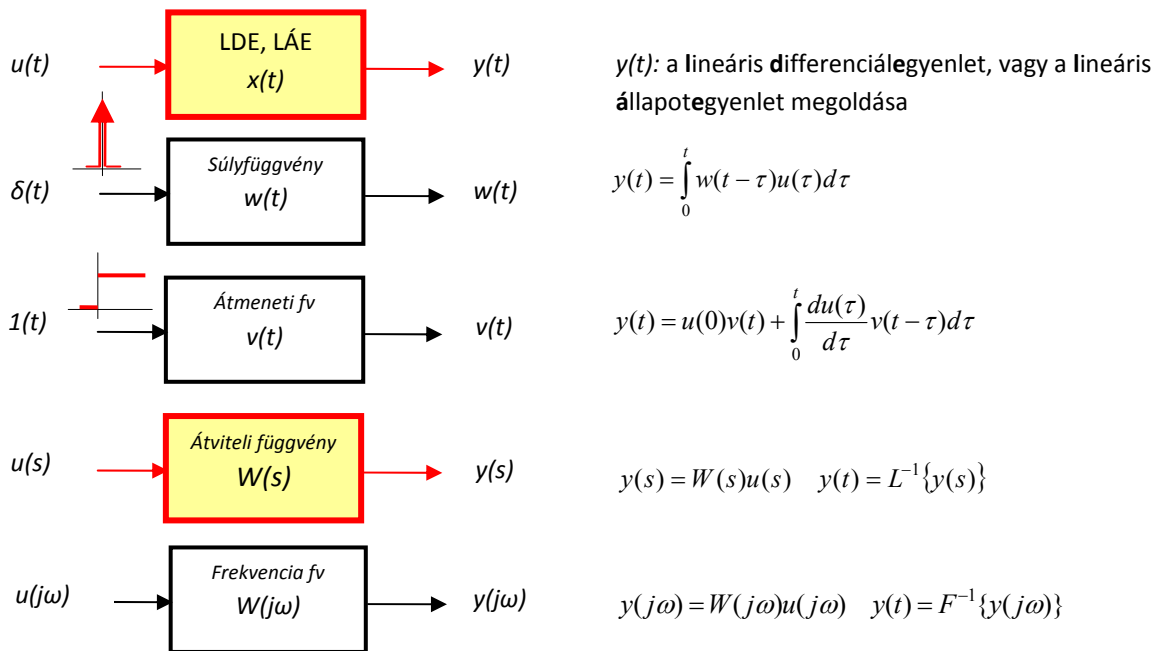 LDE, LÁE
u(t) x(t) y(t)
y(t): a lineáris differenciálegyenlet, vagy a lineáris
állapotegyenlet megoldása
Súlyfüggvény
δ(t) w(t) w(t)
y(t) = ∫₀ᵗ w(t − τ)u(τ)dτ
Átmeneti fv
1(t) v(t) v(t)
y(t) = u(0)v(t) + ∫₀ᵗ du(τ)/dτ v(t − τ)dτ
Átviteli függvény
u(s) W(s) y(s)
y(s) = W(s)u(s) y(t) = L⁻¹{y(s)}
Frekvencia fv
u(jω) W(jω) y(jω)
y(jω) = W(jω)u(jω) y(t) = F⁻¹{y(jω)}